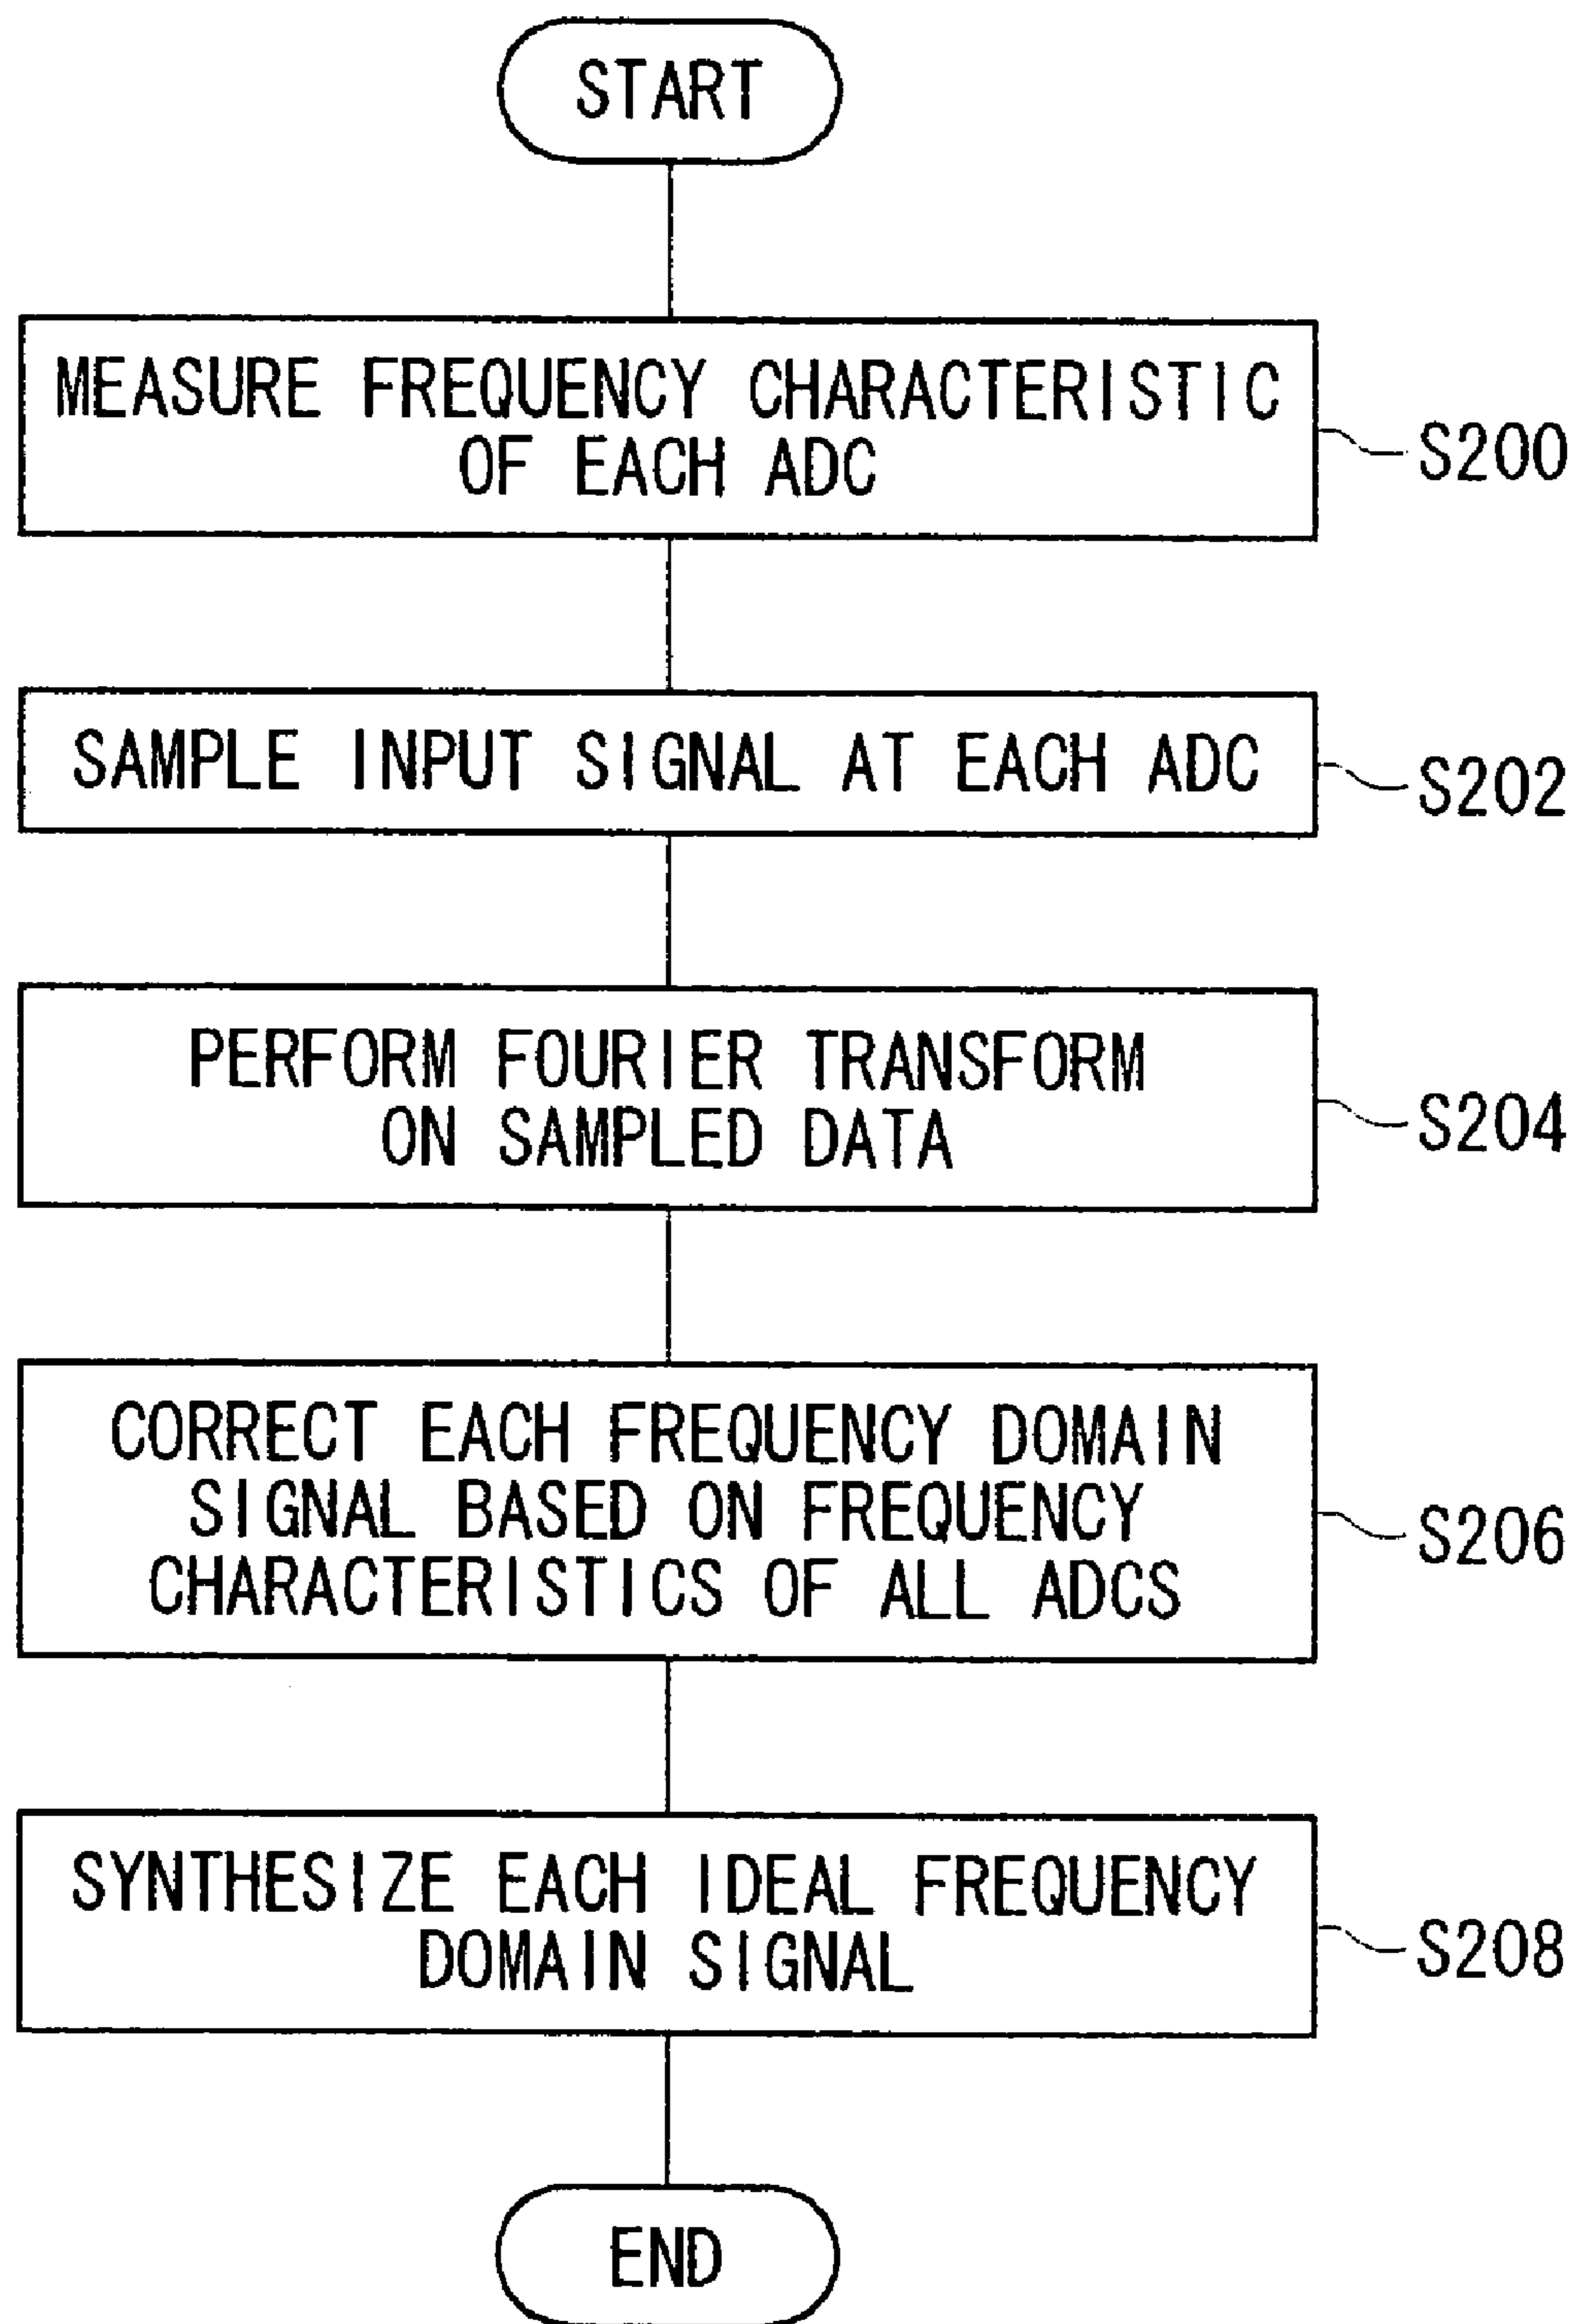 START
MEASURE FREQUENCY CHARACTERISTIC
OF EACH ADC
S200
SAMPLE INPUT SIGNAL AT EACH ADC
S202
PERFORM FOURIER TRANSFORM
ON SAMPLED DATA
S204
CORRECT EACH FREQUENCY DOMAIN
SIGNAL BASED ON FREQUENCY
CHARACTERISTICS OF ALL ADCS
S206
SYNTHESIZE EACH IDEAL FREQUENCY
DOMAIN SIGNAL
S208
END